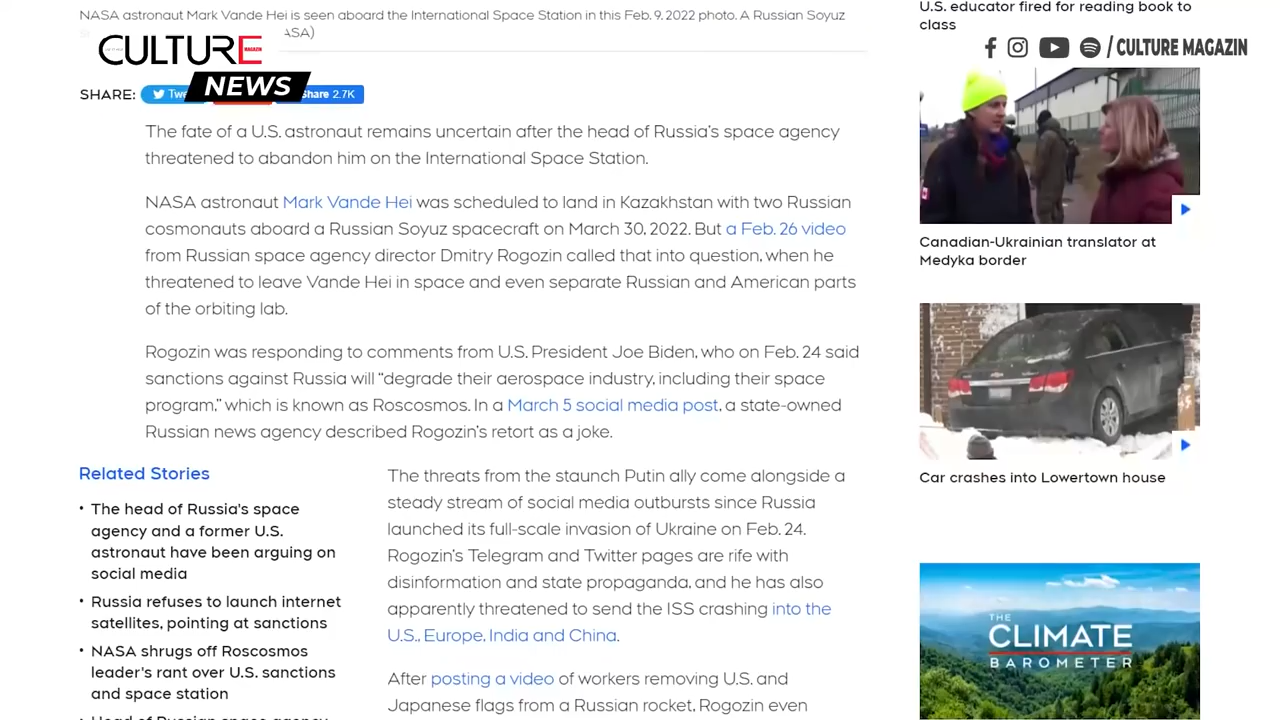 NASA astronaut Mark Vande Hei is seen aboard the International Space Station in this Feb. 9, 2022 photo. A Russian Soyuz
ASA)
CULTURE
MAGAZIN
NEWS
/ CULTURE MAGAZIN
SHARE:
Twe
Share 2.7K
The fate of a U.S. astronaut remains uncertain after the head of Russia's space agency
threatened to abandon him on the International Space Station.
NASA astronaut Mark Vande Hei was scheduled to land in Kazakhstan with two Russian
cosmonauts aboard a Russian Soyuz spacecraft on March 30, 2022. But a Feb. 26 video
from Russian space agency director Dmitry Rogozin called that into question, when he
threatened to leave Vande Hei in space and even separate Russian and American parts
of the orbiting lab.
Rogozin was responding to comments from U.S. President Joe Biden, who on Feb. 24 said
sanctions against Russia will “degrade their aerospace industry, including their space
program,” which is known as Roscosmos. In a March 5 social media post, a state-owned
Russian news agency described Rogozin's retort as a joke.
Related Stories
• The head of Russia's space
agency and a former U.S.
astronaut have been arguing on
social media
• Russia refuses to launch internet
satellites, pointing at sanctions
• NASA shrugs off Roscosmos
leader's rant over U.S. sanctions
and space station
• Head of Russian space agency
The threats from the staunch Putin ally come alongside a
steady stream of social media outbursts since Russia
launched its full-scale invasion of Ukraine on Feb. 24.
Rogozin's Telegram and Twitter pages are rife with
disinformation and state propaganda, and he has also
apparently threatened to send the ISS crashing into the
U.S., Europe, India and China.
After posting a video of workers removing U.S. and
Japanese flags from a Russian rocket, Rogozin even
U.S. educator fired for reading book to
class
Canadian-Ukrainian translator at
Medyka border
Car crashes into Lowertown house
THE
CLIMATE
BAROMETER